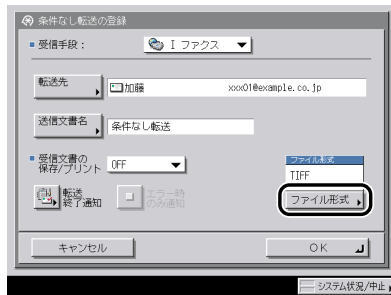 条件なし転送の登録
受信手段：
I ファクス
転送先
加藤
xxx01@example.co.jp
送信文書名
条件なし転送
受信文書の
保存/プリント
OFF
ファイル形式
TIFF
転送
終了通知
エラー時
のみ通知
ファイル形式
キャンセル
OK
システム状況/中止